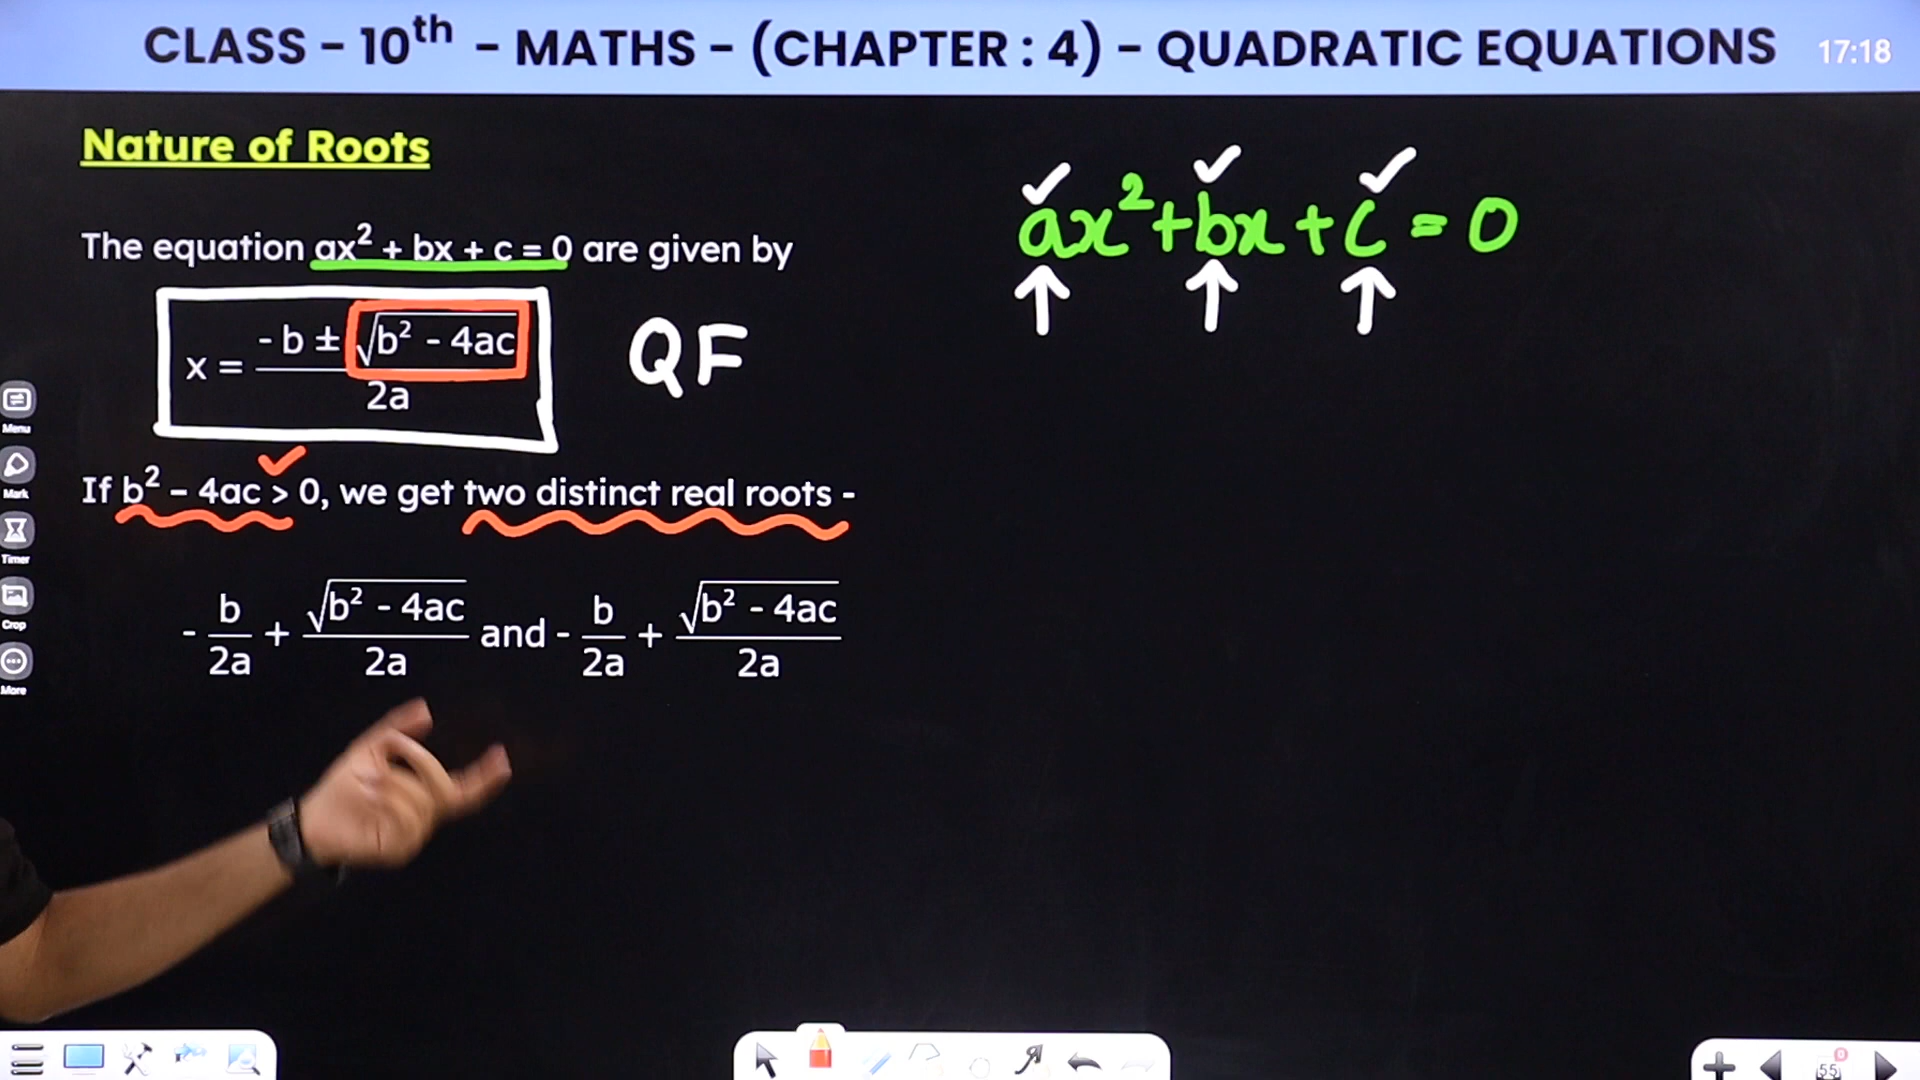 CLASS - 10th - MATHS - (CHAPTER : 4) - QUADRATIC EQUATIONS 17:18
Nature of Roots
ax² + bx + c = 0
The equation ax² + bx + c = 0 are given by
x = -b ± √b² - 4ac / 2a
QF
If b² - 4ac > 0, we get two distinct real roots -
- b/2a + √b² - 4ac / 2a and - b/2a + √b² - 4ac / 2a
Menu
Mark
Timer
Crop
More
55
0